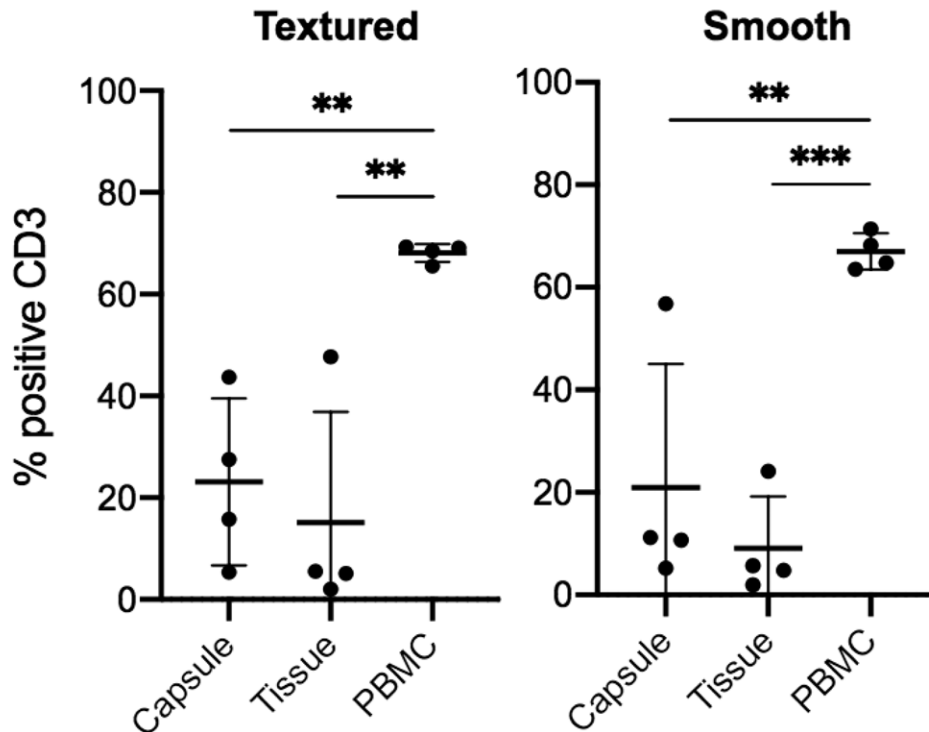 Textured
Smooth
% positive CD3
100
80
60
40
20
0
**
**
Capsule
Tissue
PBMC
100
80
60
40
20
0
**
***
Capsule
Tissue
PBMC